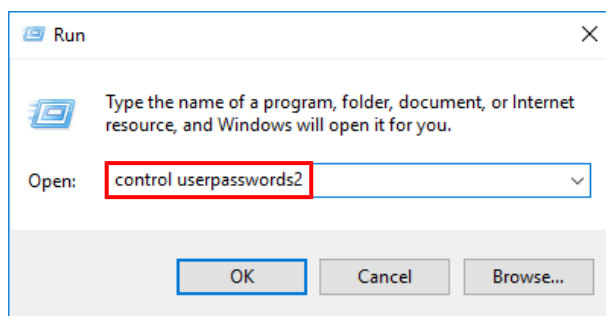 Run
Type the name of a program, folder, document, or Internet
resource, and Windows will open it for you.
Open: control userpasswords2
OK Cancel Browse...